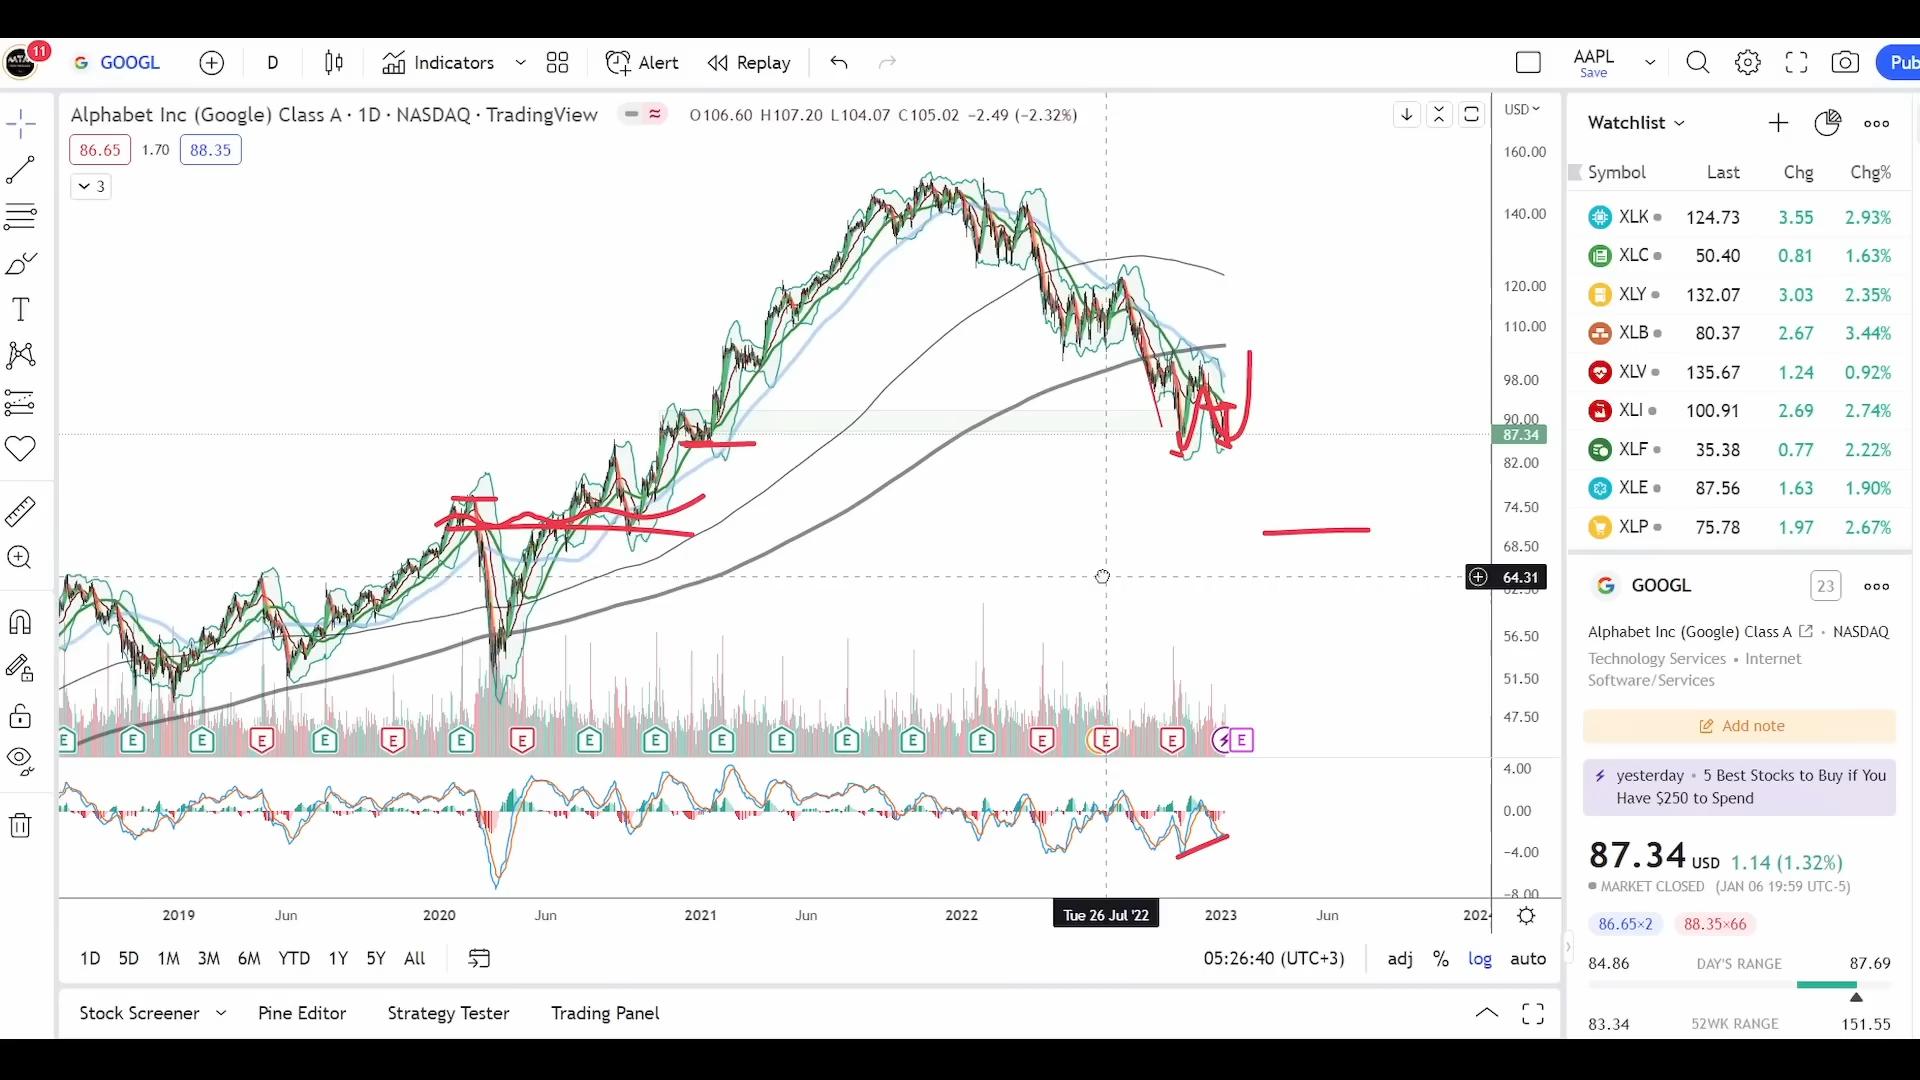 11
GOOGL
D
Indicators
Alert
Replay
AAPL
Save
Pub
Alphabet Inc (Google) Class A · 1D · NASDAQ · TradingView
O106.60 H107.20 L104.07 C105.02 −2.49 (−2.32%)
86.65 1.70 88.35
3
USD
160.00
140.00
120.00
110.00
98.00
90.00
87.34
82.00
74.50
68.50
64.31
56.50
51.50
47.50
E E E E E E E E E E E E E E E E E E
4.00
0.00
−4.00
−8.00
2019 Jun 2020 Jun 2021 Jun 2022 Tue 26 Jul '22 2023 Jun 2024
1D 5D 1M 3M 6M YTD 1Y 5Y All
05:26:40 (UTC+3) adj % log auto
Stock Screener Pine Editor Strategy Tester Trading Panel
Watchlist
Symbol Last Chg Chg%
XLK 124.73 3.55 2.93%
XLC 50.40 0.81 1.63%
XLY 132.07 3.03 2.35%
XLB 80.37 2.67 3.44%
XLV 135.67 1.24 0.92%
XLI 100.91 2.69 2.74%
XLF 35.38 0.77 2.22%
XLE 87.56 1.63 1.90%
XLP 75.78 1.97 2.67%
GOOGL 23
Alphabet Inc (Google) Class A · NASDAQ
Technology Services • Internet
Software/Services
Add note
yesterday • 5 Best Stocks to Buy if You
Have $250 to Spend
87.34 USD 1.14 (1.32%)
MARKET CLOSED (JAN 06 19:59 UTC-5)
86.65×2 88.35×66
84.86 DAY'S RANGE 87.69
83.34 52WK RANGE 151.55